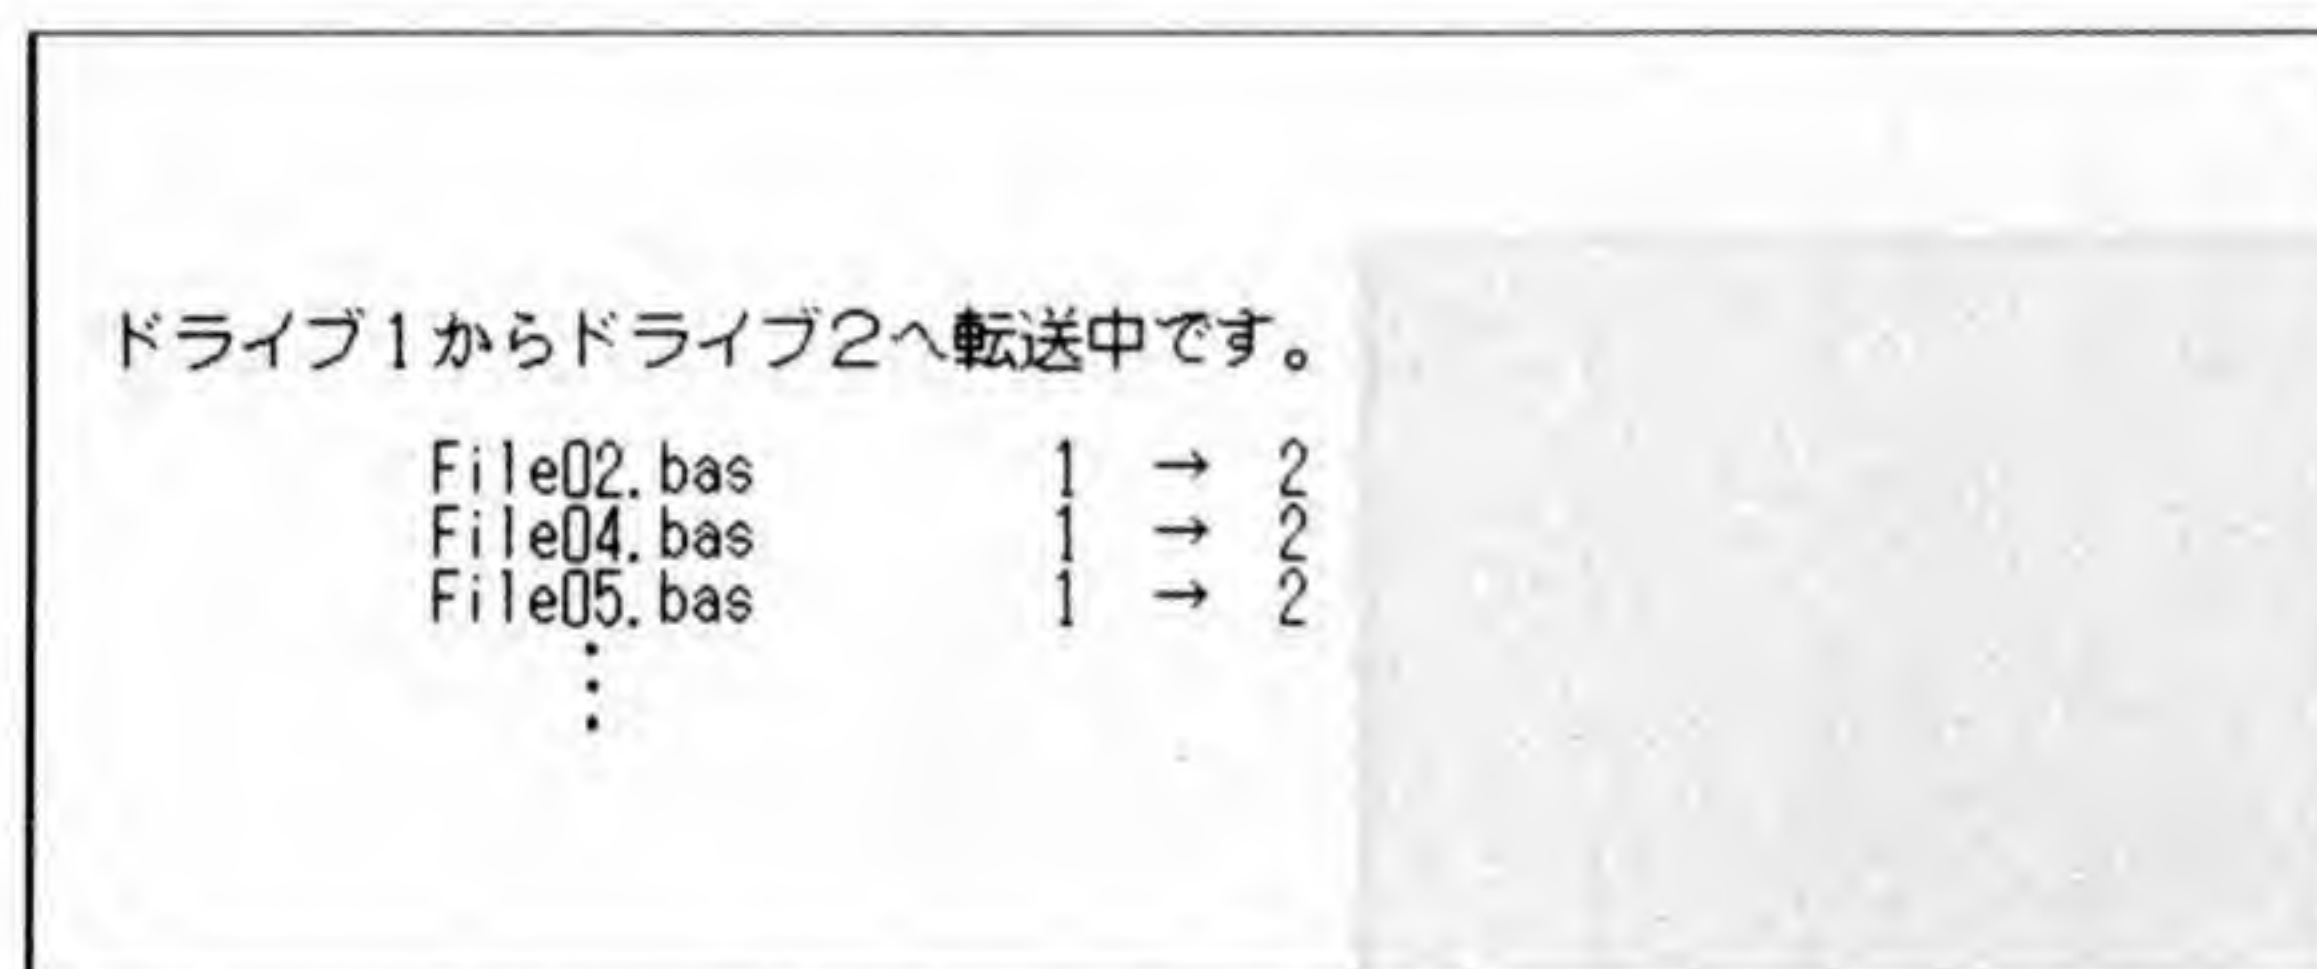 ドライブ1からドライブ2へ転送中です。
File02.bas 1 → 2
File04.bas 1 → 2
File05.bas 1 → 2
⋮